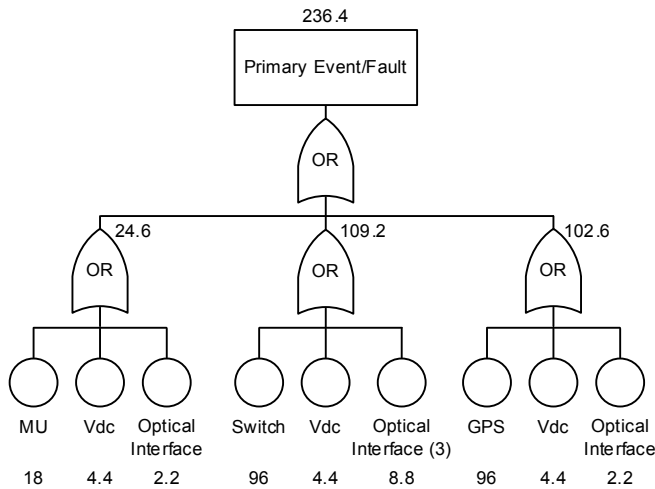 236.4
Primary Event/Fault
OR
24.6
109.2
102.6
OR
OR
OR
MU
Vdc
Optical
Interface
Switch
Vdc
Optical
Interface (3)
GPS
Vdc
Optical
Interface
18
4.4
2.2
96
4.4
8.8
96
4.4
2.2